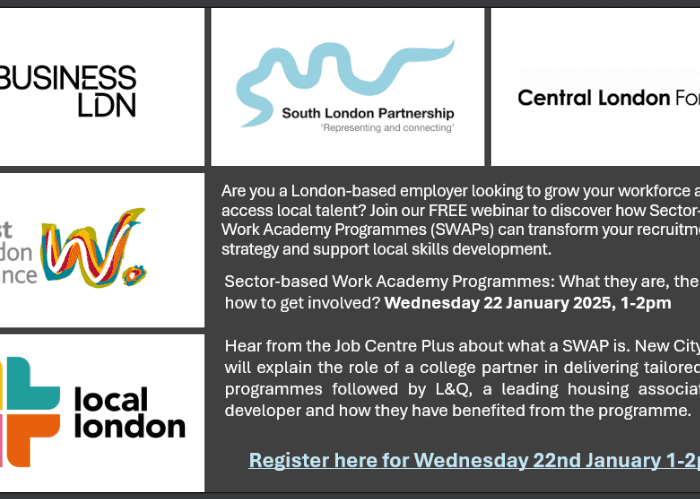 BUSINESS
LDN
South London Partnership
'Representing and connecting'
Central London For
st
don
ance
W.
local
london
Are you a London-based employer looking to grow your workforce a
access local talent? Join our FREE webinar to discover how Sector-
Work Academy Programmes (SWAPs) can transform your recruitme
strategy and support local skills development.
Sector-based Work Academy Programmes: What they are, the
how to get involved? Wednesday 22 January 2025, 1-2pm
Hear from the Job Centre Plus about what a SWAP is. New City
will explain the role of a college partner in delivering tailored
programmes followed by L&Q, a leading housing associat
developer and how they have benefited from the programme.
Register here for Wednesday 22nd January 1-2p